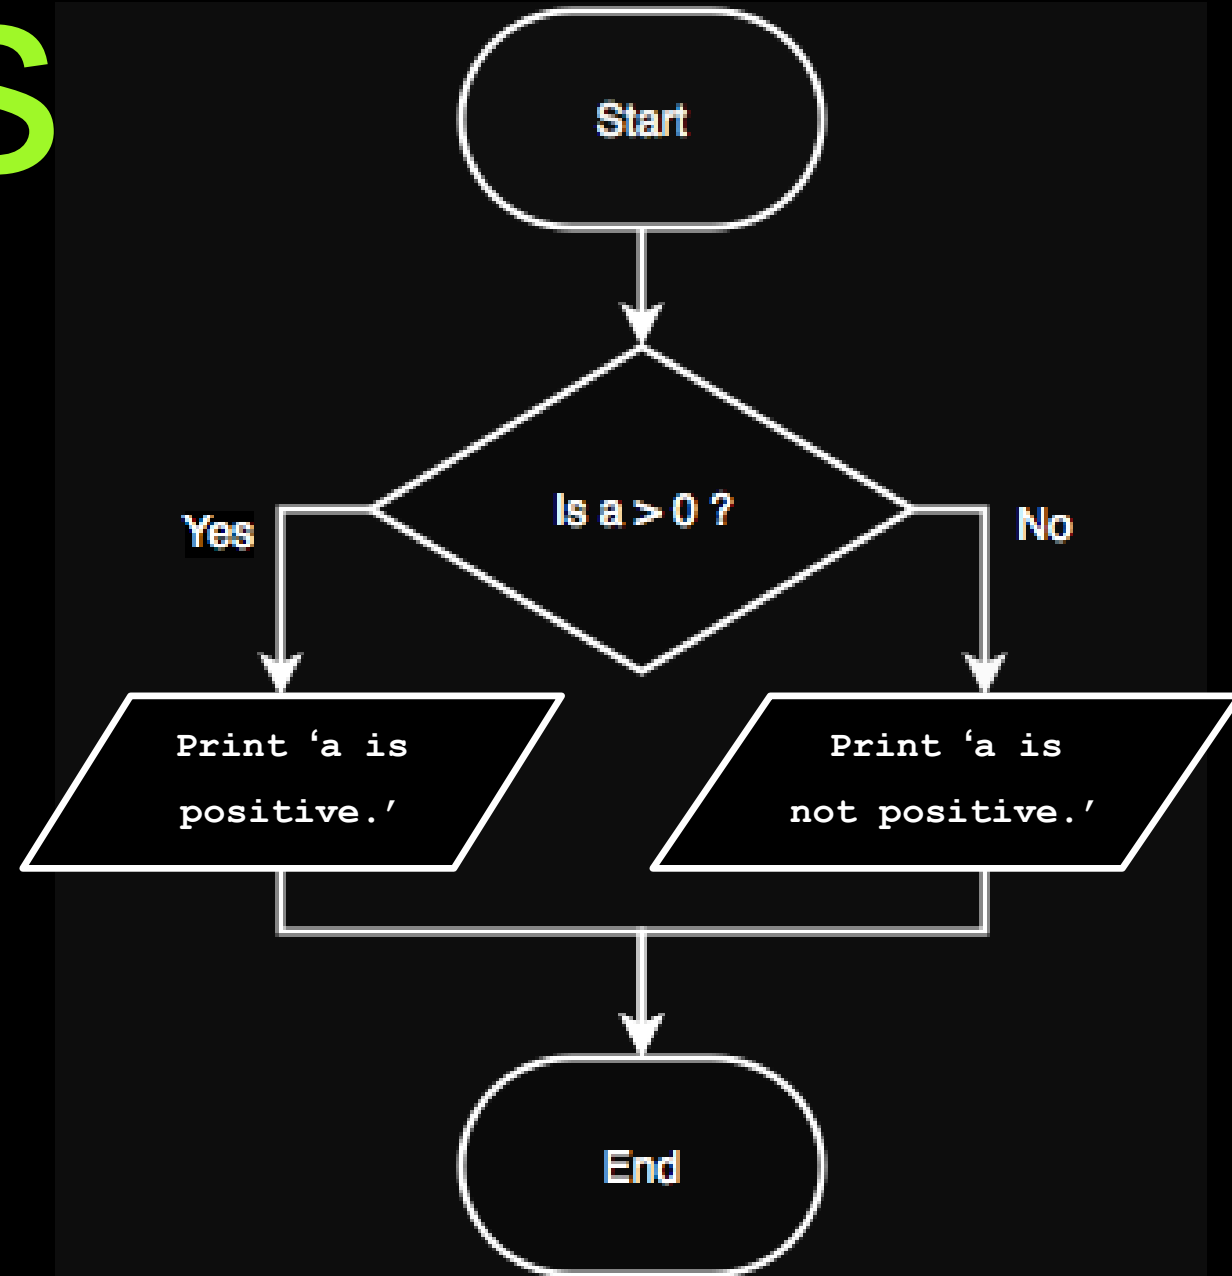 S
Start
Is a > 0 ?
Yes
No
Print ‘a is
positive.’
Print ‘a is
not positive.’
End